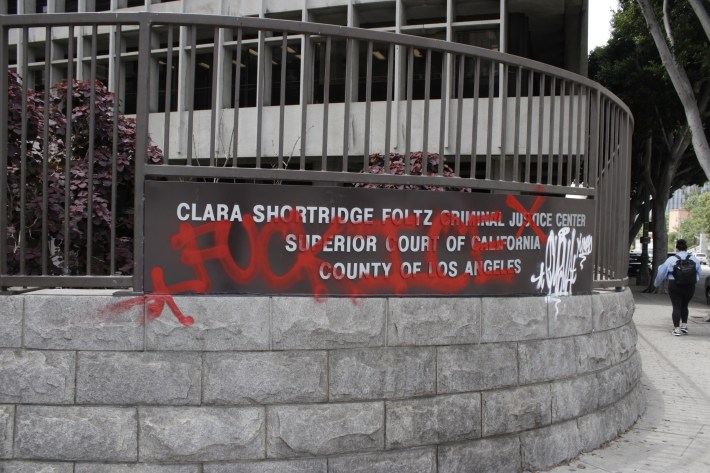 CLARA SHORTRIDGE FOLTZ CRIMINAL JUSTICE CENTER
SUPERIOR COURT OF CALIFORNIA
COUNTY OF LOS ANGELES
FUCK ICE